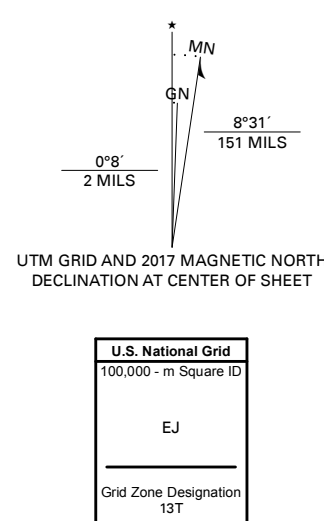 ★
MN
GN
8°31´
151 MILS
0°8´
2 MILS
UTM GRID AND 2017 MAGNETIC NORTH
DECLINATION AT CENTER OF SHEET
U.S. National Grid
100,000 - m Square ID
EJ
Grid Zone Designation
13T